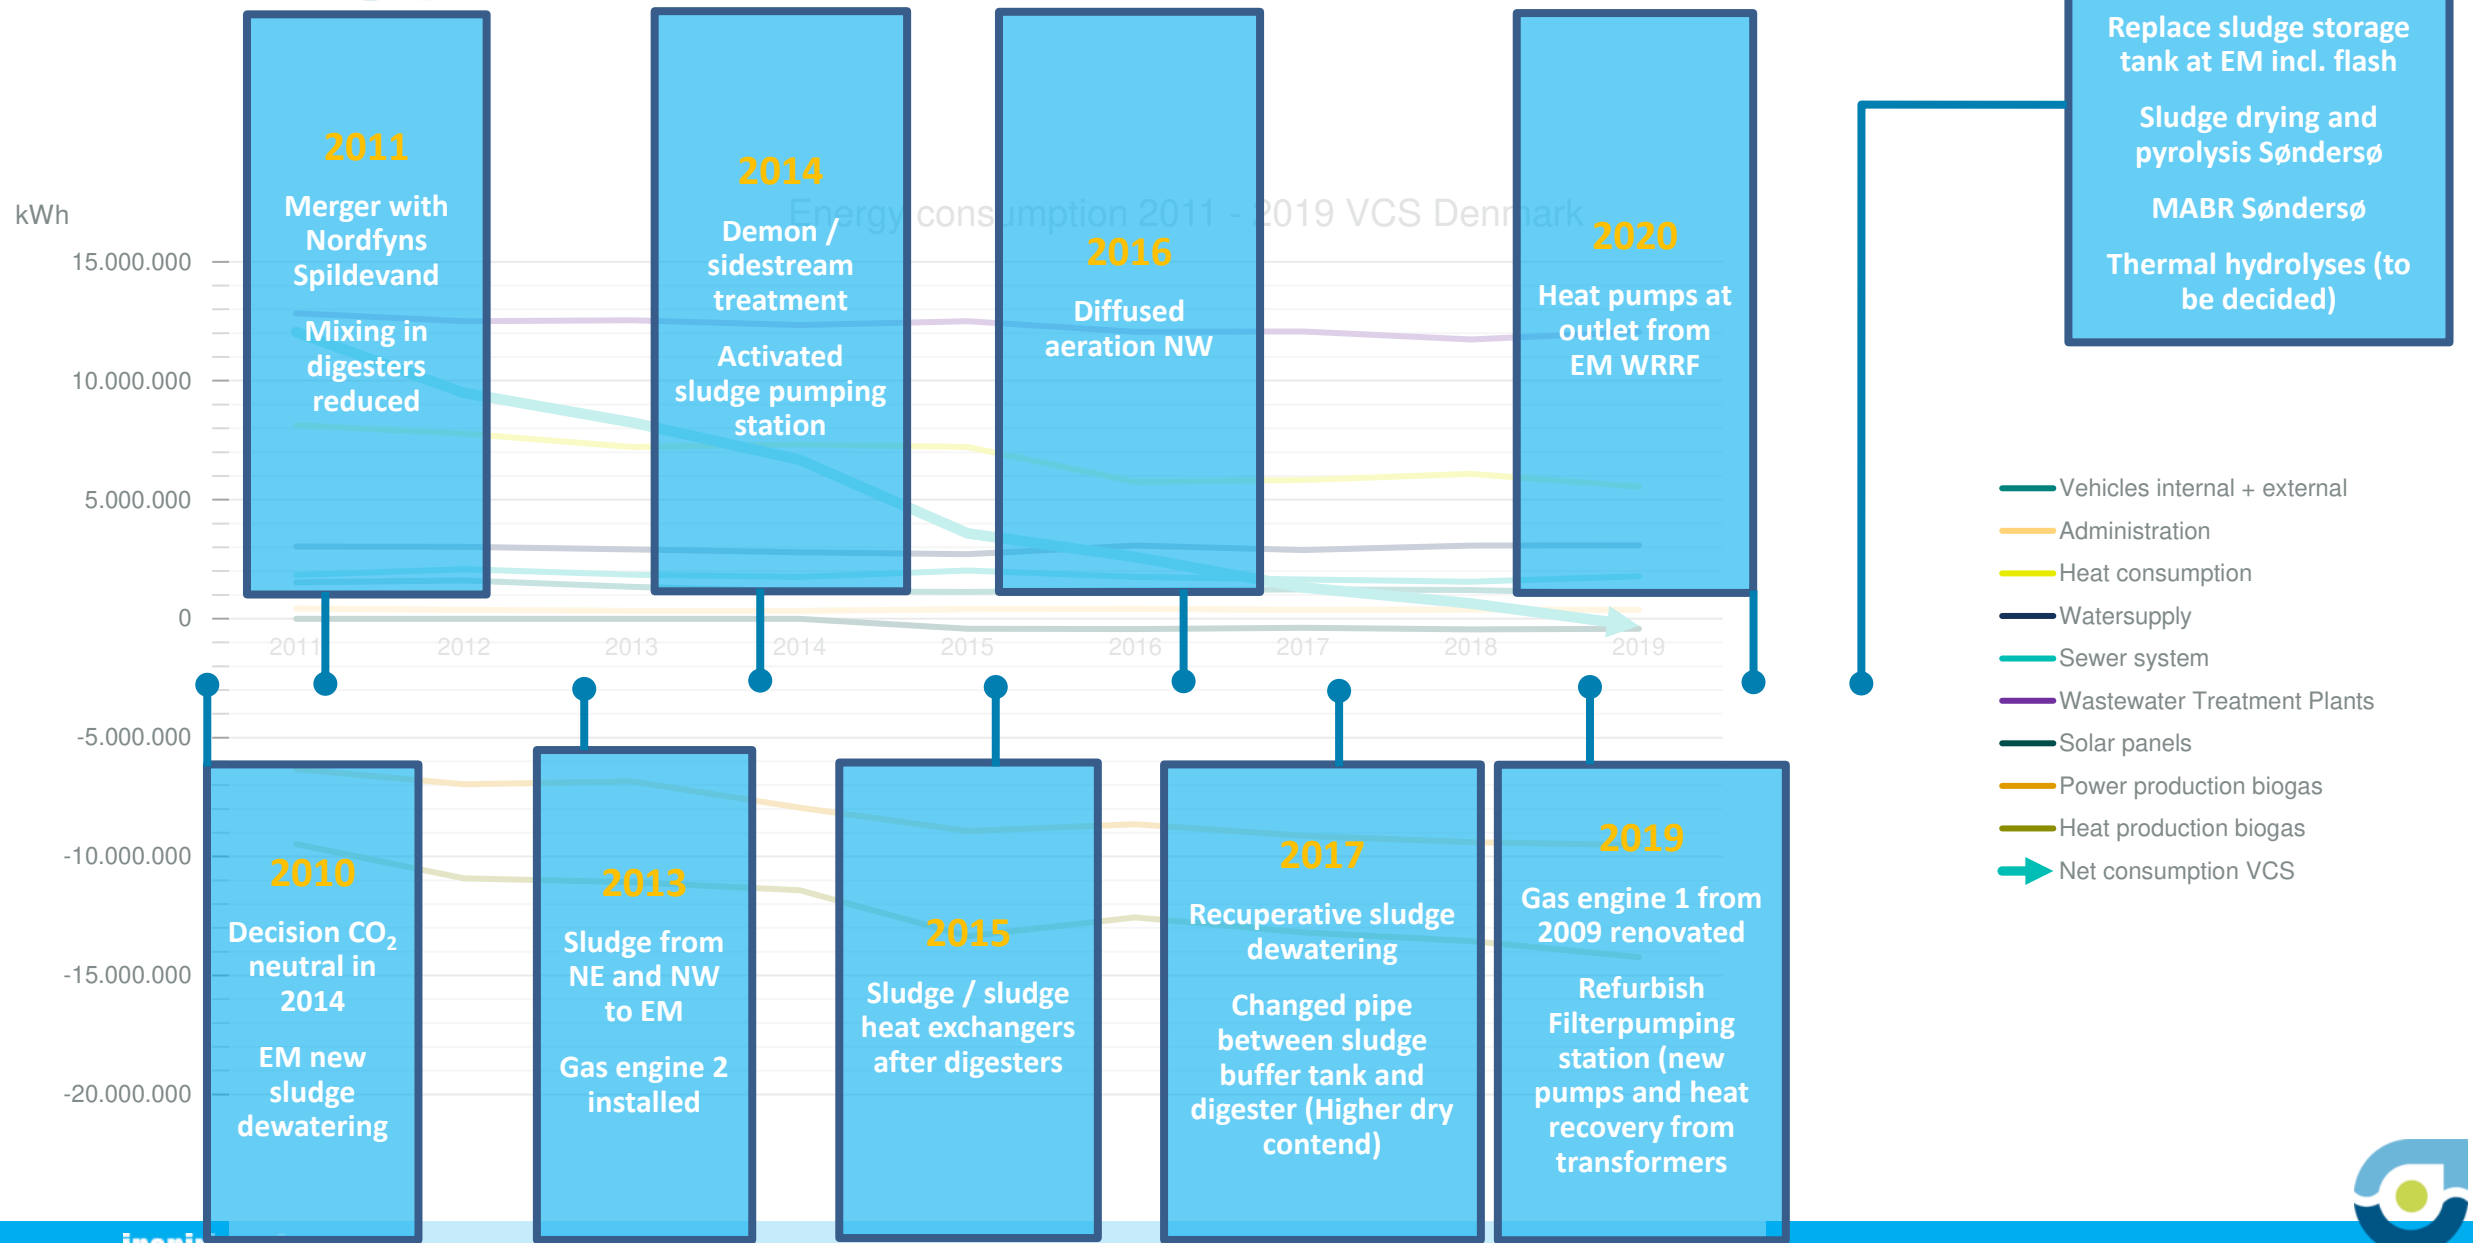 Replace sludge storage
tank at EM incl. flash
Sludge drying and
pyrolysis Søndersø
MABR Søndersø
Thermal hydrolyses (to
be decided)
2011
Merger with
Nordfyns
Spildevand
Mixing in
digesters
reduced
2014
Demon /
sidestream
treatment
Activated
sludge pumping
station
2016
Diffused
aeration NW
2020
Heat pumps at
outlet from
EM WRRF
kWh
Energy consumption 2011 - 2019 VCS Denmark
15.000.000
10.000.000
5.000.000
0
-5.000.000
-10.000.000
-15.000.000
-20.000.000
2011
2012
2013
2014
2015
2016
2017
2018
2019
Vehicles internal + external
Administration
Heat consumption
Watersupply
Sewer system
Wastewater Treatment Plants
Solar panels
Power production biogas
Heat production biogas
Net consumption VCS
2010
Decision CO₂
neutral in
2014
EM new
sludge
dewatering
2013
Sludge from
NE and NW
to EM
Gas engine 2
installed
2015
Sludge / sludge
heat exchangers
after digesters
2017
Recuperative sludge
dewatering
Changed pipe
between sludge
buffer tank and
digester (Higher dry
contend)
2019
Gas engine 1 from
2009 renovated
Refurbish
Filterpumping
station (new
pumps and heat
recovery from
transformers